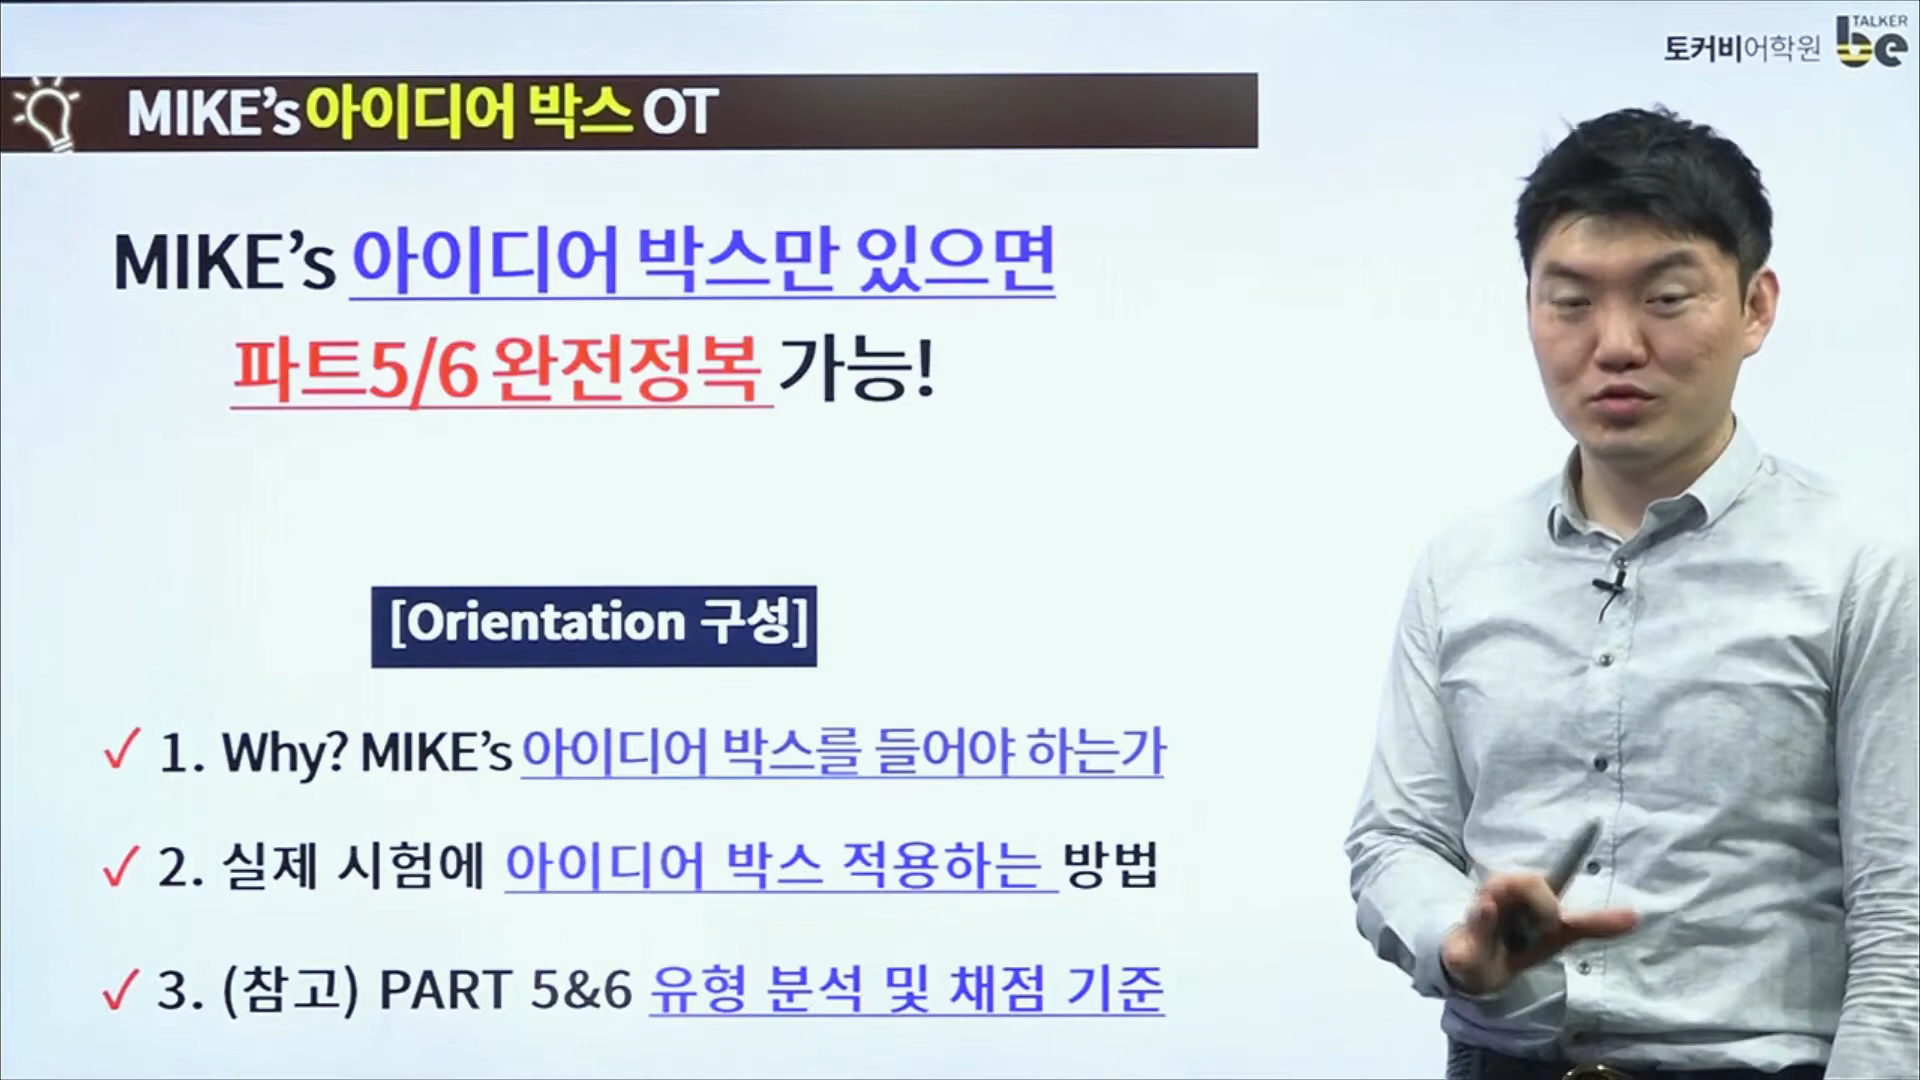 TALKER
토커비어학원 be
MIKE's 아이디어 박스 OT
MIKE's 아이디어 박스만 있으면
파트5/6 완전정복 가능!
[Orientation 구성]
✓ 1. Why? MIKE's 아이디어 박스를 들어야 하는가
✓ 2. 실제 시험에 아이디어 박스 적용하는 방법
✓ 3. (참고) PART 5&6 유형 분석 및 채점 기준